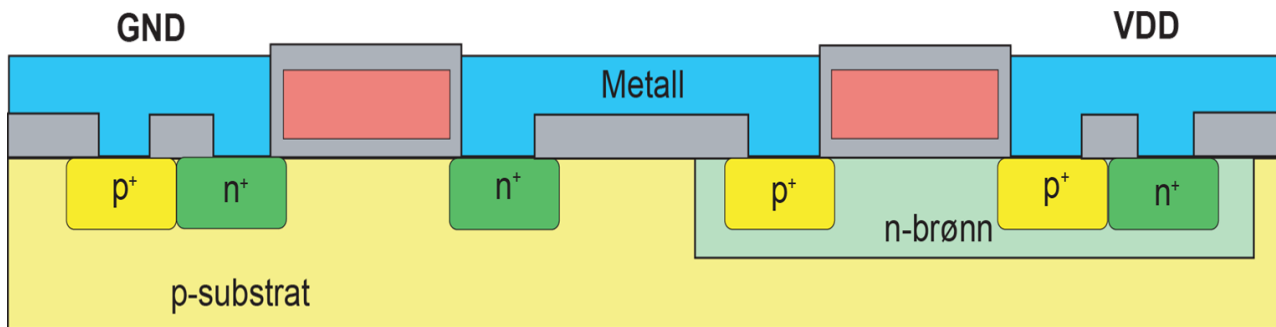 GND
VDD
Metall
p⁺
n⁺
n⁺
p⁺
p⁺
n⁺
n-brønn
p-substrat